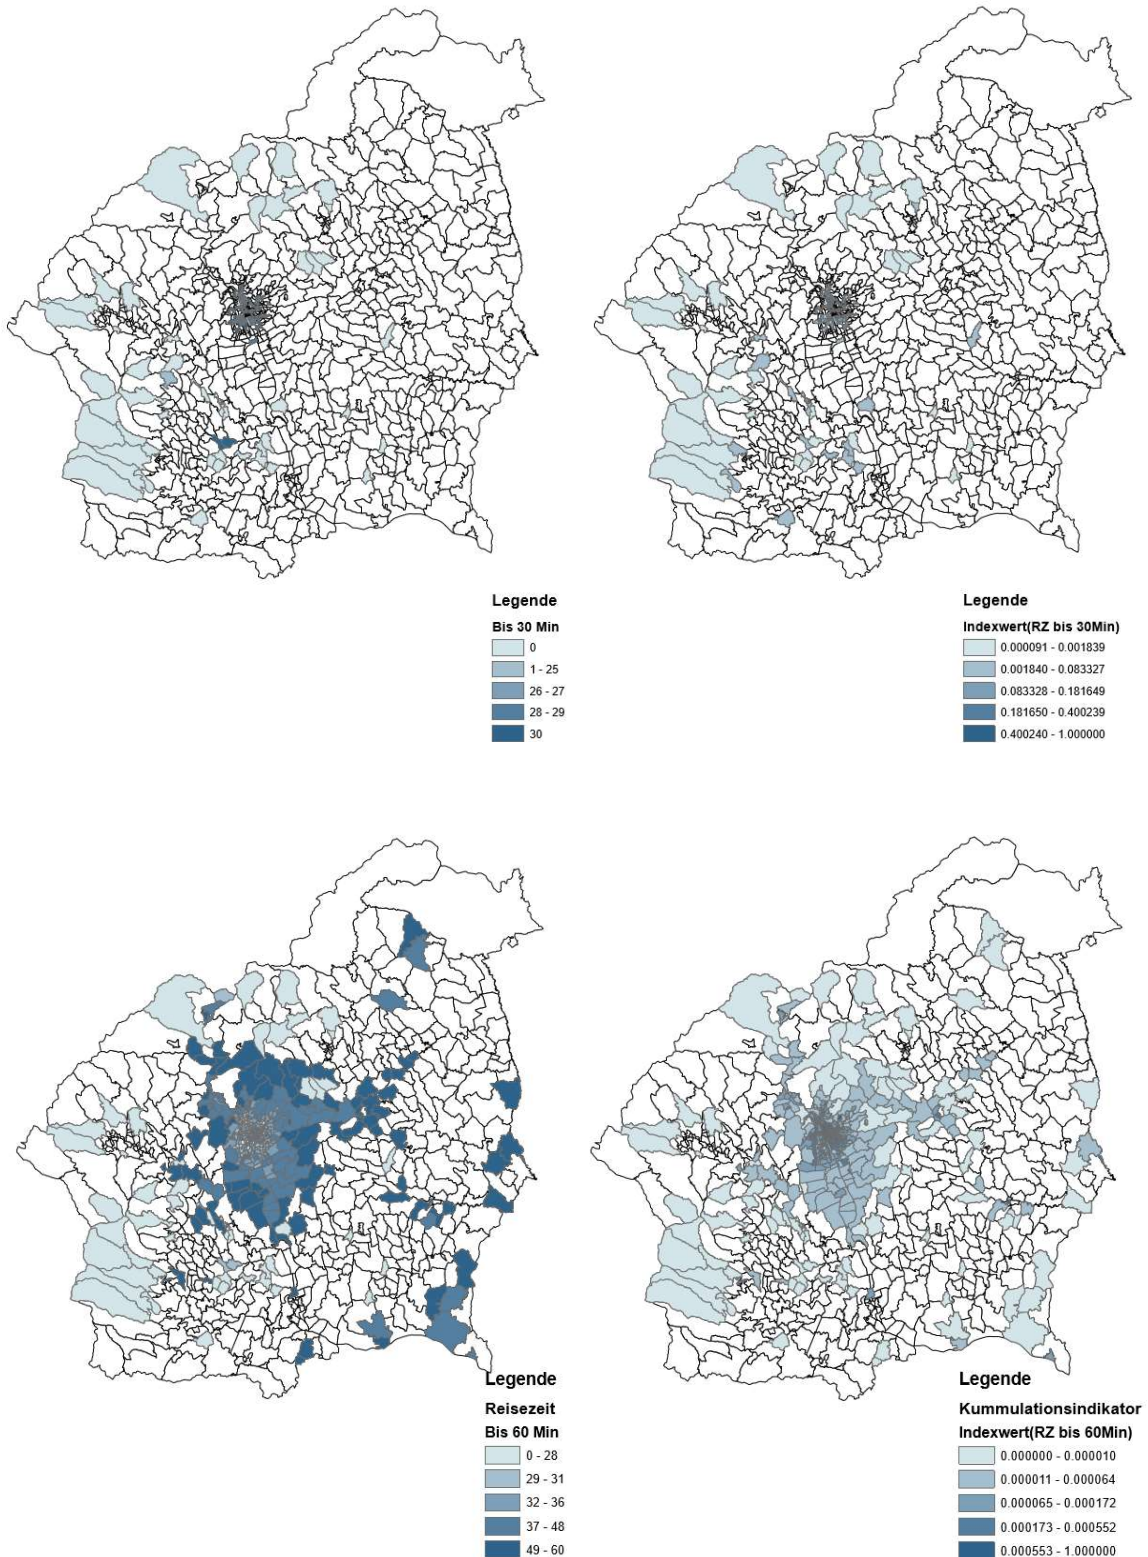 Legende
Bis 30 Min
0
1 - 25
26 - 27
28 - 29
30
Legende
Indexwert(RZ bis 30Min)
0.000091 - 0.001839
0.001840 - 0.083327
0.083328 - 0.181649
0.181650 - 0.400239
0.400240 - 1.000000
Legende
Reisezeit
Bis 60 Min
0 - 28
29 - 31
32 - 36
37 - 48
49 - 60
Legende
Kummulationsindikator
Indexwert(RZ bis 60Min)
0.000000 - 0.000010
0.000011 - 0.000064
0.000065 - 0.000172
0.000173 - 0.000552
0.000553 - 1.000000